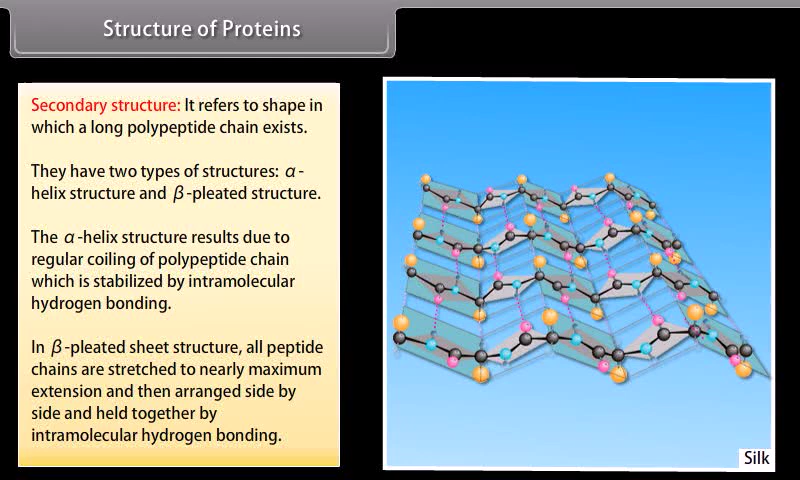 Structure of Proteins
Secondary structure: It refers to shape in
which a long polypeptide chain exists.
They have two types of structures: α-
helix structure and β-pleated structure.
The α-helix structure results due to
regular coiling of polypeptide chain
which is stabilized by intramolecular
hydrogen bonding.
In β-pleated sheet structure, all peptide
chains are stretched to nearly maximum
extension and then arranged side by
side and held together by
intramolecular hydrogen bonding.
Silk